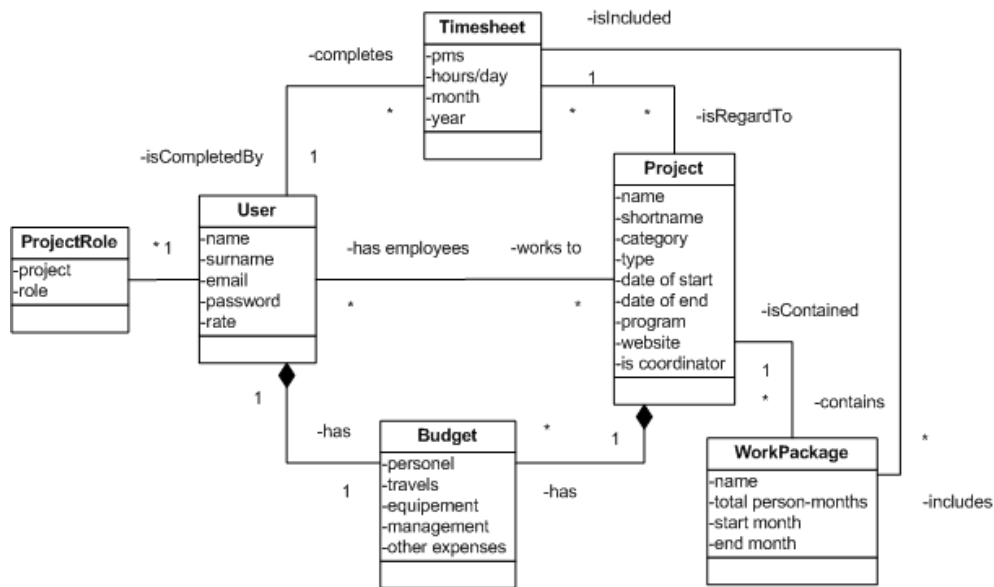 Timesheet
-pms
-hours/day
-month
-year
-isIncluded
-completes
1
*
*
*
-isRegardTo
-isCompletedBy
1
User
-name
-surname
-email
-password
-rate
Project
-name
-shortname
-category
-type
-date of start
-date of end
-program
-website
-is coordinator
ProjectRole
-project
-role
* 1
-has employees
-works to
*
*
-isContained
1
*
-contains
1
-has
1
Budget
-personel
-travels
-equipement
-management
-other expenses
*
1
-has
WorkPackage
-name
-total person-months
-start month
-end month
*
-includes